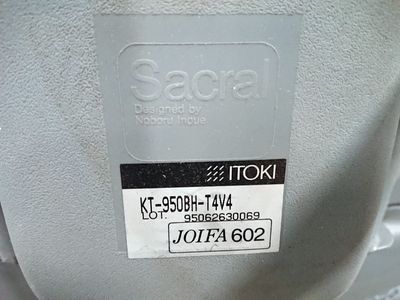 Sacral
Designed by
Noboru Inoue
ITOKI
KT-950BH-T4V4
LOT. 95062630069
JOIFA 602